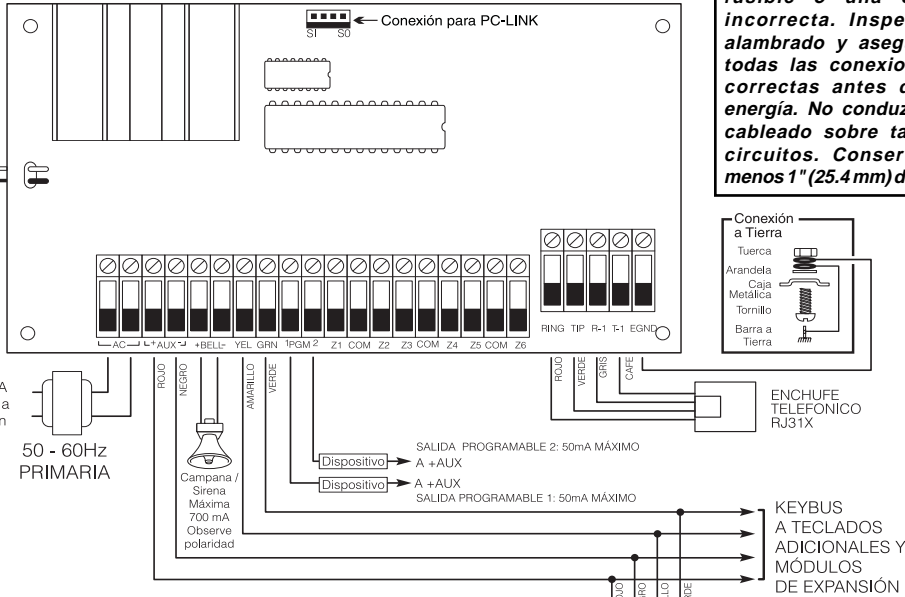 Conexión para PC-LINK
SI SO
incorrecta. Inspe
alambrado y aseg
todas las conexio
correctas antes
energía. No conduz
cableado sobre ta
circuitos. Conser
menos 1" (25.4 mm) d
Conexión
a Tierra
Tuerca
Arandela
Caja
Metálica
Tornillo
Barra a
Tierra
AC + AUX - +BELL- YEL GRN 1 PGM 2 Z1 COM Z2 Z3 COM Z4 Z5 COM Z6
RING TIP R-1 T-1 EGND
ROJO
NEGRO
AMARILLO
VERDE
ROJO
VERDE
GRIS
CAFE
ENCHUFE
TELEFONICO
RJ31X
50 - 60Hz
PRIMARIA
Campana /
Sirena
Máxima
700 mA
Observe
polaridad
SALIDA PROGRAMABLE 2: 50mA MÁXIMO
Dispositivo A +AUX
Dispositivo A +AUX
SALIDA PROGRAMABLE 1: 50mA MÁXIMO
KEYBUS
A TECLADOS
ADICIONALES Y
MÓDULOS
DE EXPANSIÓN